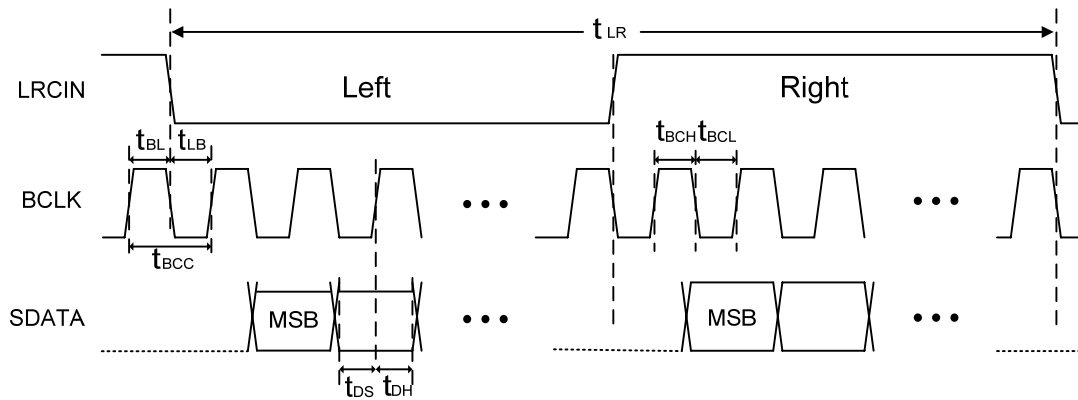 tLR
LRCIN
Left
Right
tBL
tLB
tBCH
tBCL
BCLK
•••
•••
tBCC
SDATA
MSB
•••
MSB
•••
tDS
tDH